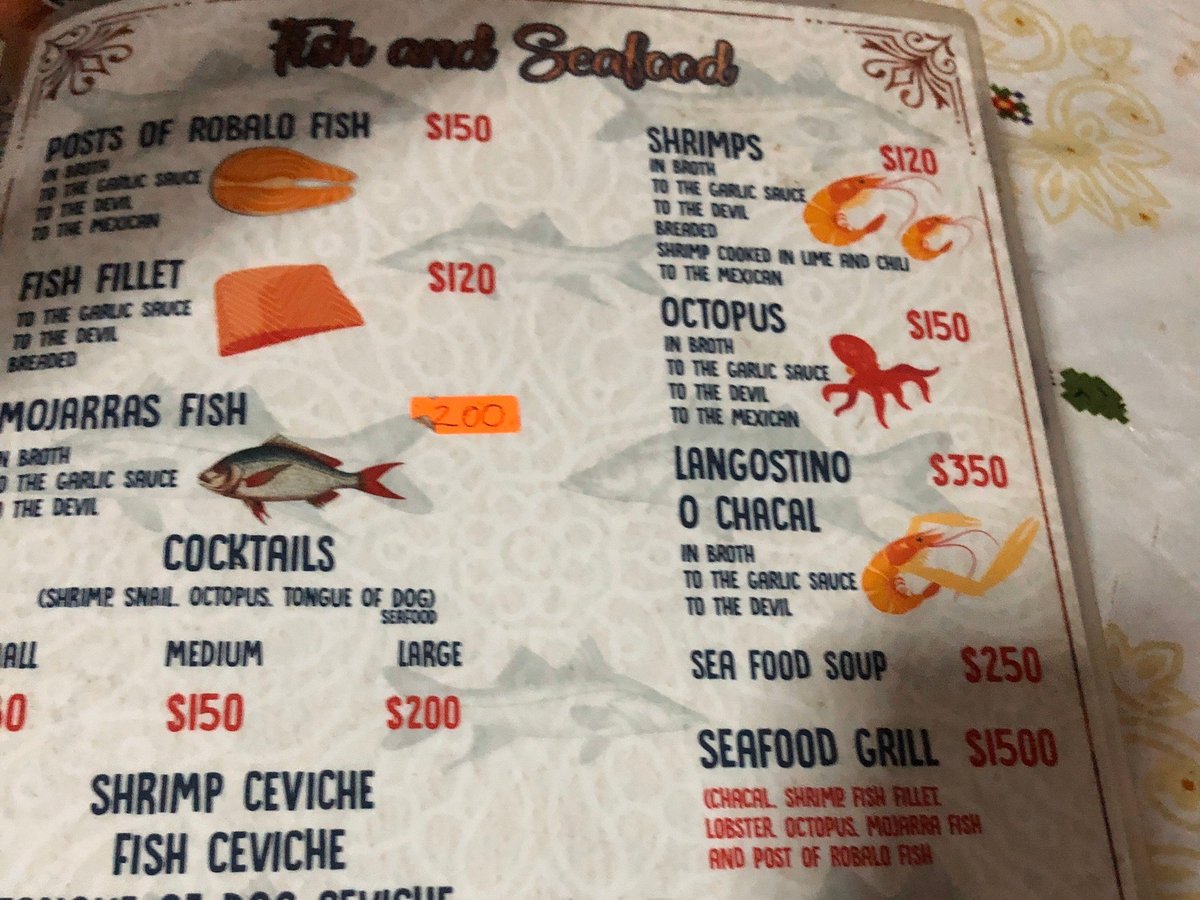 Fish and Seafood
POSTS OF ROBALO FISH $150
IN BROTH
TO THE GARLIC SAUCE
TO THE DEVIL
TO THE MEXICAN
FISH FILLET $120
TO THE GARLIC SAUCE
TO THE DEVIL
BREADED
MOJARRAS FISH 200
N BROTH
O THE GARLIC SAUCE
THE DEVIL
COCKTAILS
(SHRIMP. SNAIL. OCTOPUS. TONGUE OF DOG)
SEAFOOD
ALL MEDIUM LARGE
0 $150 $200
SHRIMP CEVICHE
FISH CEVICHE
OF DOG CEVICHE
SHRIMPS $120
IN BROTH
TO THE GARLIC SAUCE
TO THE DEVIL
BREADED
SHRIMP COOKED IN LIME AND CHILI
TO THE MEXICAN
OCTOPUS $150
IN BROTH
TO THE GARLIC SAUCE
TO THE DEVIL
TO THE MEXICAN
LANGOSTINO $350
O CHACAL
IN BROTH
TO THE GARLIC SAUCE
TO THE DEVIL
SEA FOOD SOUP $250
SEAFOOD GRILL $1500
(CHACAL. SHRIMP. FISH FILLET.
LOBSTER. OCTOPUS. MOJARRA FISH
AND POST OF ROBALO FISH